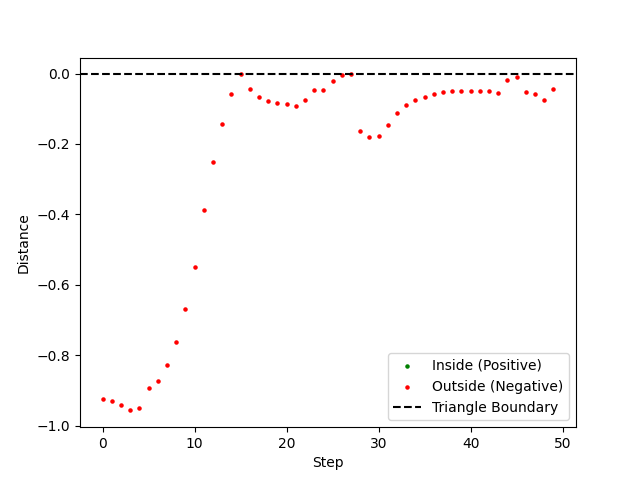 0.0
−0.2
−0.4
−0.6
−0.8
−1.0
Distance
0 10 20 30 40 50
Step
Inside (Positive)
Outside (Negative)
Triangle Boundary